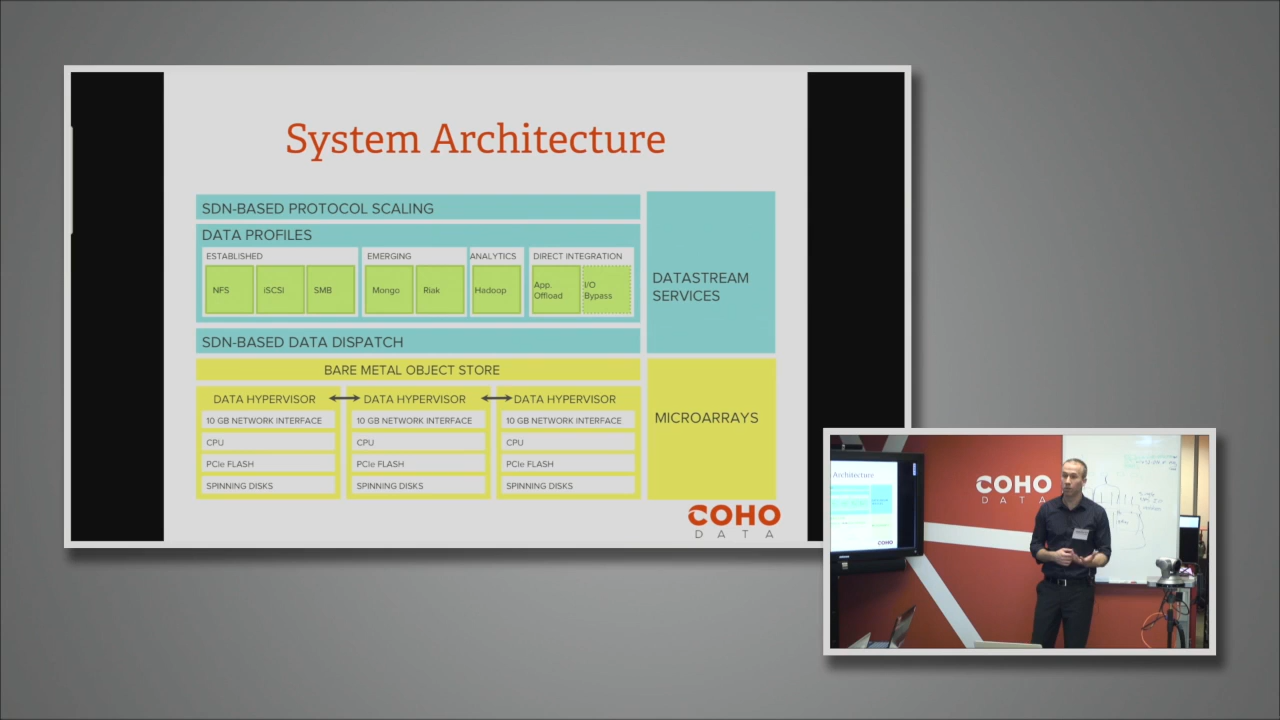 System Architecture
SDN-BASED PROTOCOL SCALING
DATA PROFILES
ESTABLISHED
EMERGING
ANALYTICS
DIRECT INTEGRATION
NFS
iSCSI
SMB
Mongo
Riak
Hadoop
App.
Offload
I/O
Bypass
DATASTREAM
SERVICES
SDN-BASED DATA DISPATCH
BARE METAL OBJECT STORE
DATA HYPERVISOR
DATA HYPERVISOR
DATA HYPERVISOR
10 GB NETWORK INTERFACE
10 GB NETWORK INTERFACE
10 GB NETWORK INTERFACE
CPU
CPU
CPU
PCIe FLASH
PCIe FLASH
PCIe FLASH
SPINNING DISKS
SPINNING DISKS
SPINNING DISKS
MICROARRAYS
COHO
DATA
Architecture
COHO
COHO
DATA